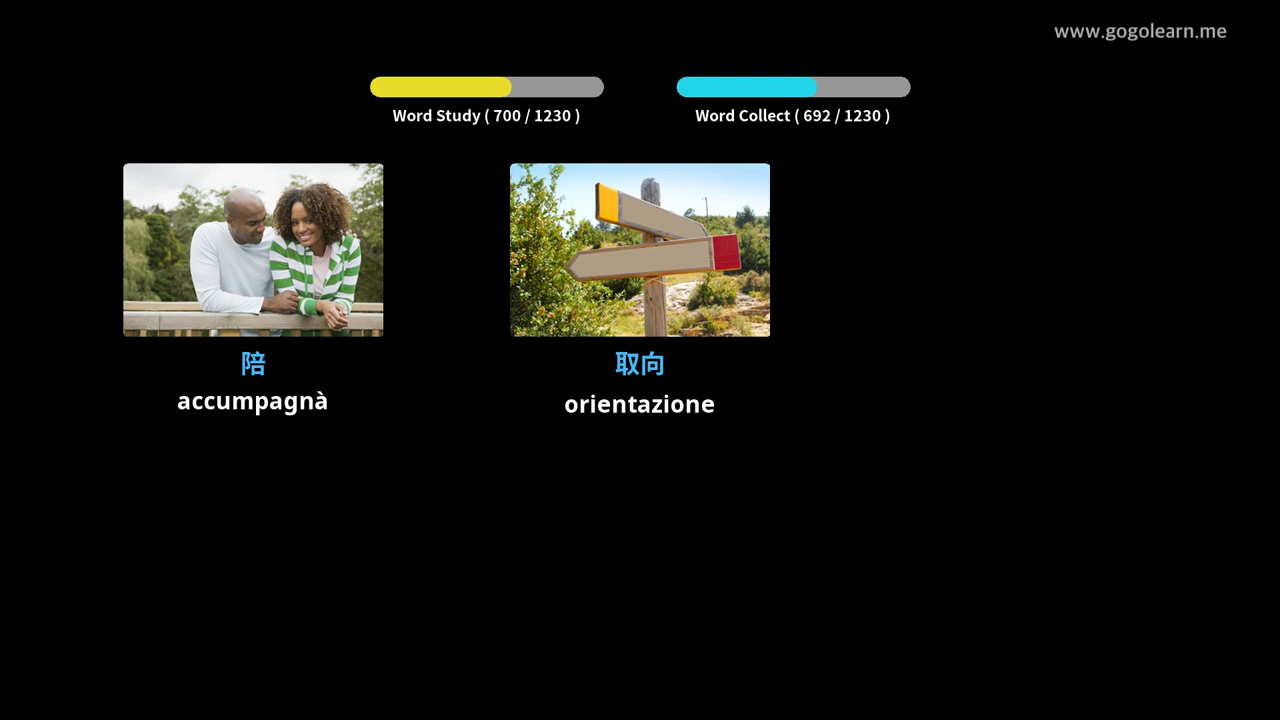 www.gogolearn.me
Word Study ( 700 / 1230 )
Word Collect ( 692 / 1230 )
陪
accumpagnà
取向
orientazione